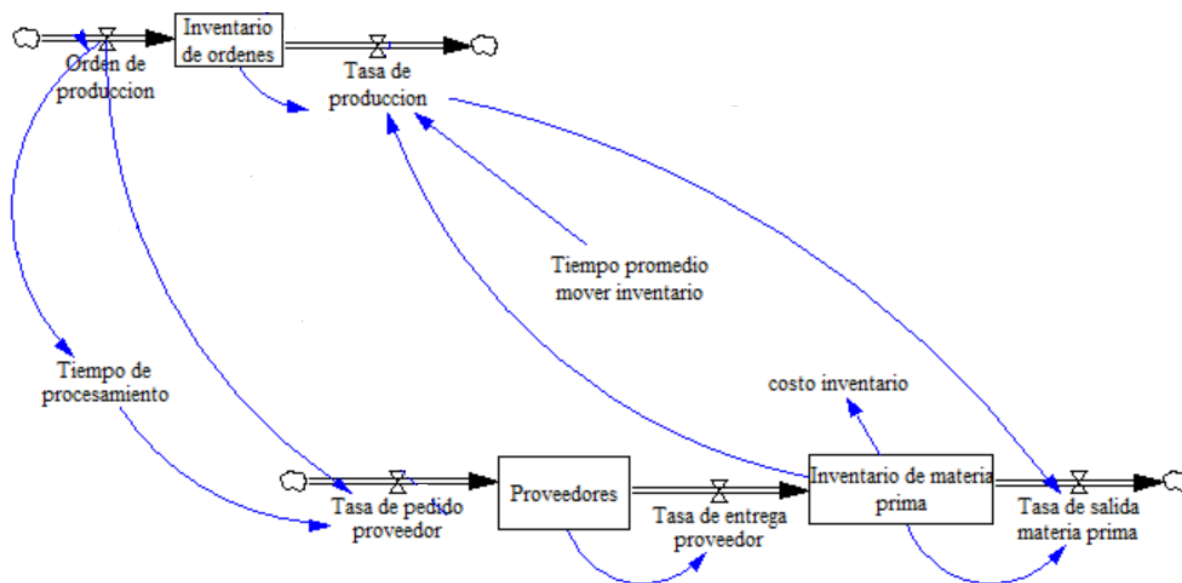 Inventario
de ordenes
Orden de
produccion
Tasa de
produccion
Tiempo promedio
mover inventario
Tiempo de
procesamiento
costo inventario
Tasa de pedido
proveedor
Proveedores
Tasa de entrega
proveedor
Inventario de materia
prima
Tasa de salida
materia prima